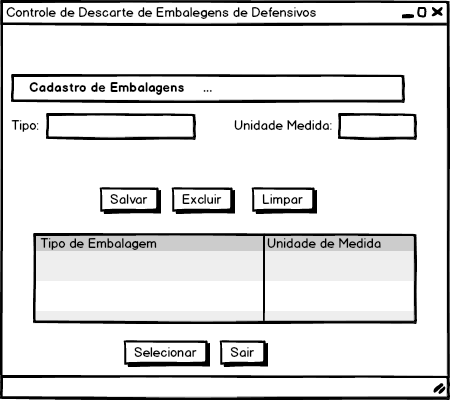 Controle de Descarte de Embalegens de Defensivos
Cadastro de Embalagens ...
Tipo: Unidade Medida:
Salvar Excluir Limpar
Tipo de Embalagem Unidade de Medida
Selecionar Sair